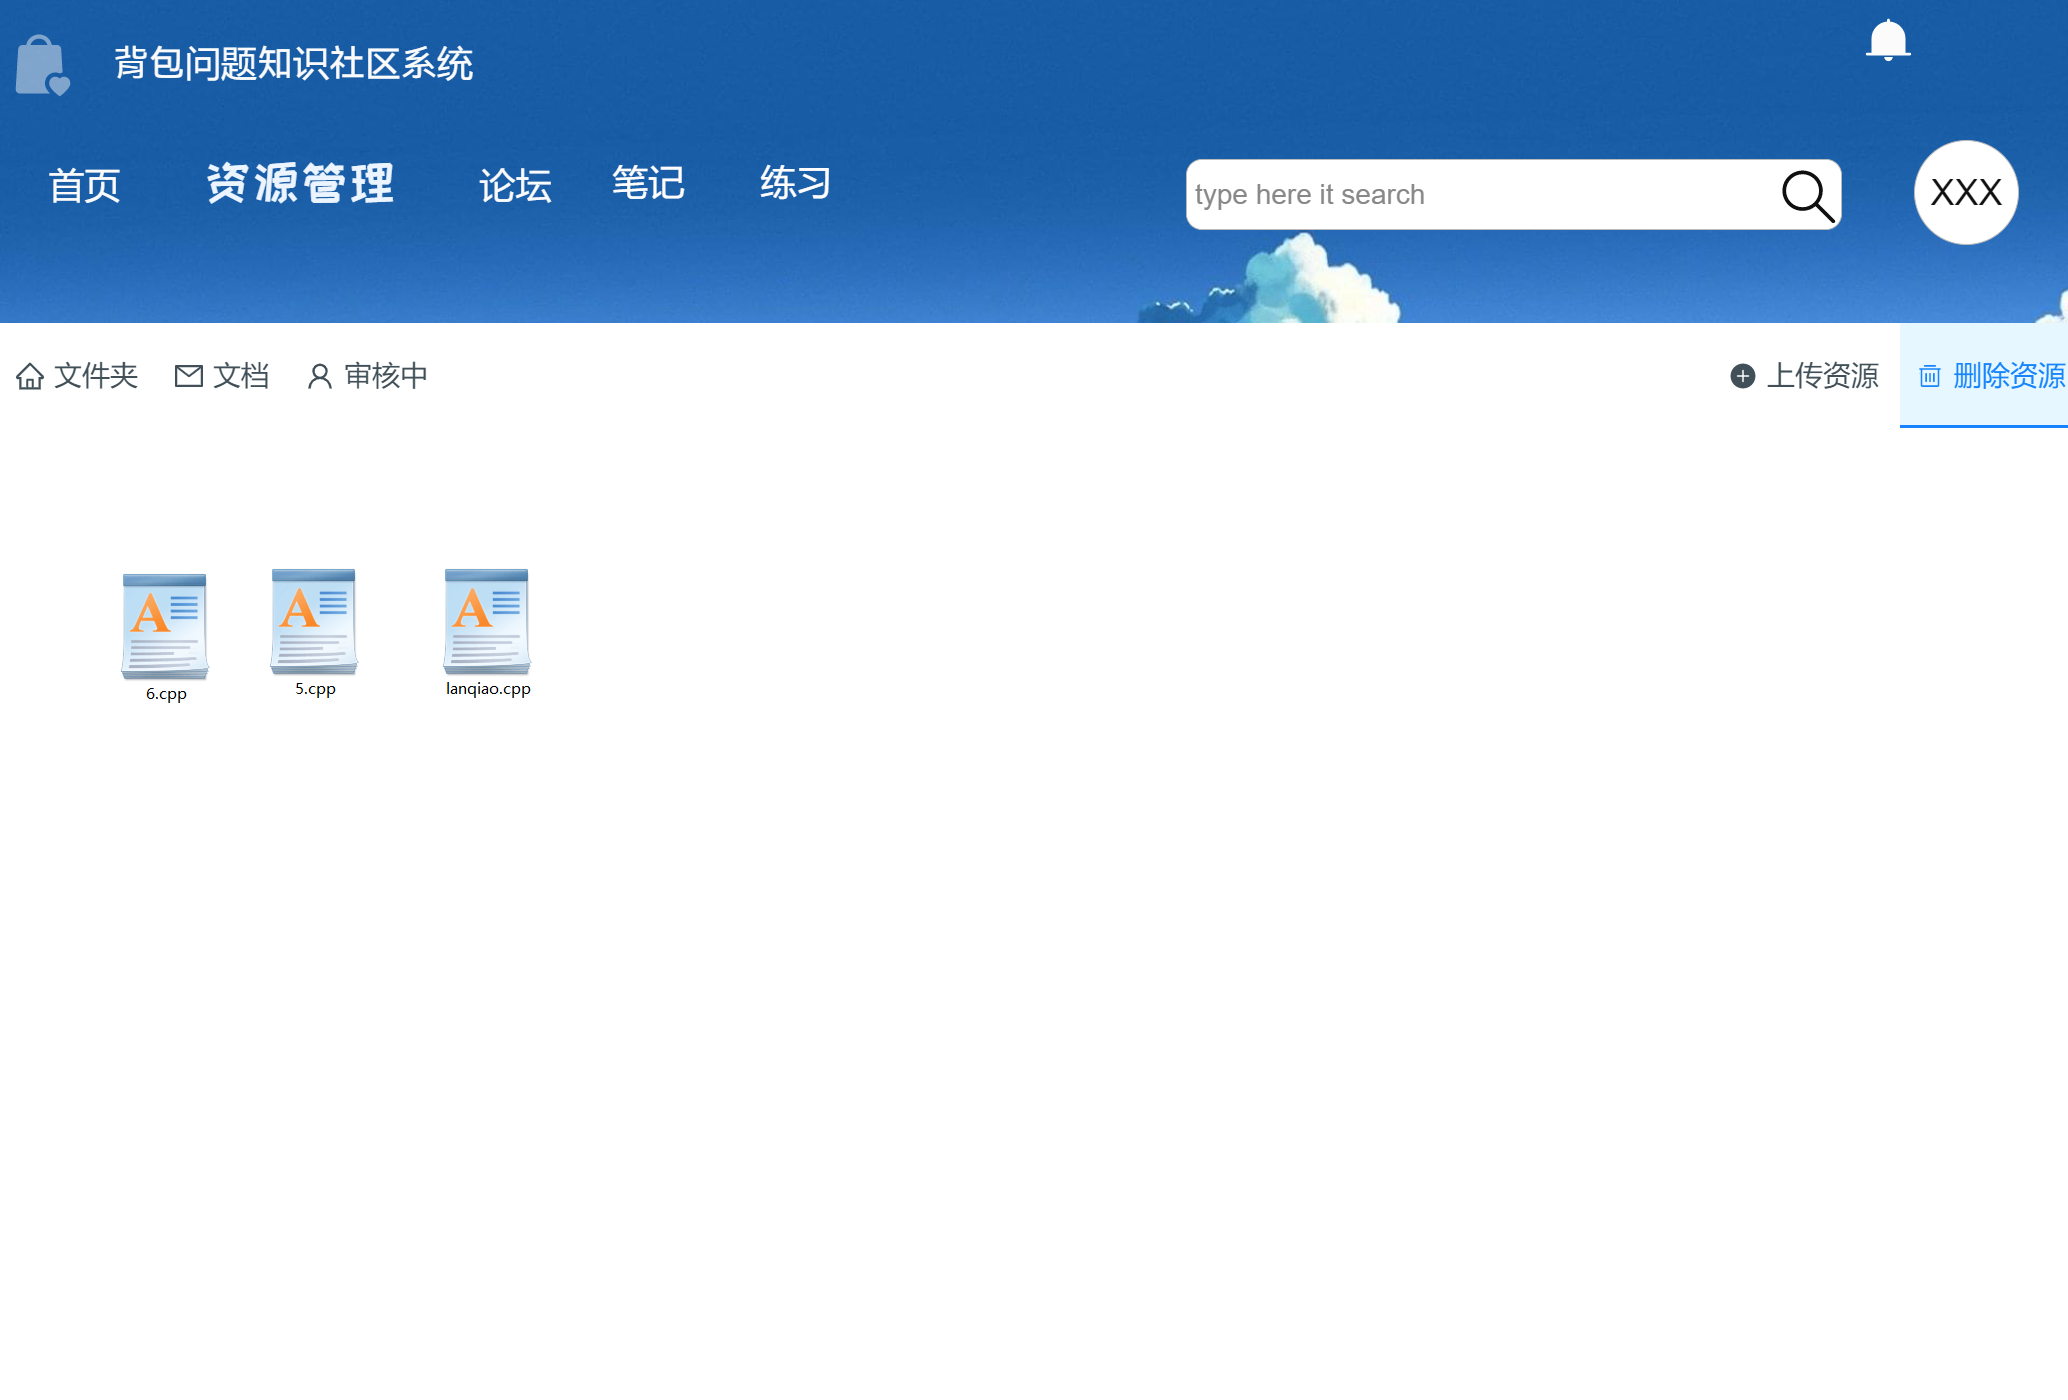 背包问题知识社区系统
首页 资源管理 论坛 笔记 练习
type here it search
XXX
文件夹 文档 审核中 上传资源 删除资源
6.cpp 5.cpp lanqiao.cpp